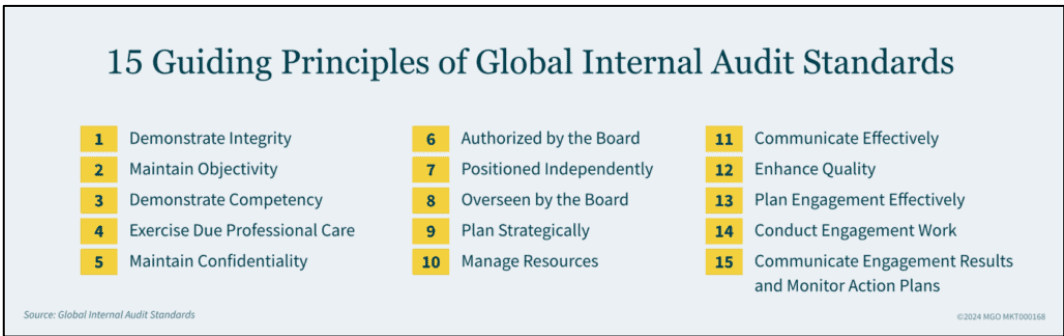 15 Guiding Principles of Global Internal Audit Standards
1 Demonstrate Integrity
2 Maintain Objectivity
3 Demonstrate Competency
4 Exercise Due Professional Care
5 Maintain Confidentiality
6 Authorized by the Board
7 Positioned Independently
8 Overseen by the Board
9 Plan Strategically
10 Manage Resources
11 Communicate Effectively
12 Enhance Quality
13 Plan Engagement Effectively
14 Conduct Engagement Work
15 Communicate Engagement Results
and Monitor Action Plans
Source: Global Internal Audit Standards
©2024 MGO MKT000168